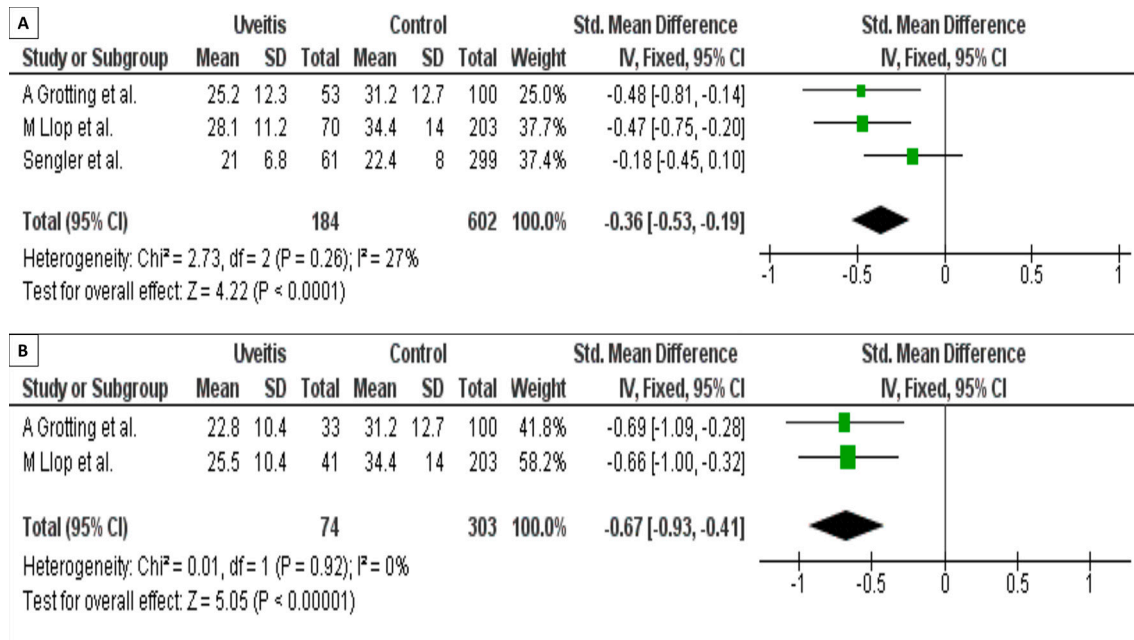 A
Uveitis Control Std. Mean Difference Std. Mean Difference
Study or Subgroup Mean SD Total Mean SD Total Weight IV, Fixed, 95% CI IV, Fixed, 95% CI
A Grotting et al. 25.2 12.3 53 31.2 12.7 100 25.0% -0.48 [-0.81, -0.14]
M Llop et al. 28.1 11.2 70 34.4 14 203 37.7% -0.47 [-0.75, -0.20]
Sengler et al. 21 6.8 61 22.4 8 299 37.4% -0.18 [-0.45, 0.10]
Total (95% CI) 184 602 100.0% -0.36 [-0.53, -0.19]
Heterogeneity: Chi² = 2.73, df = 2 (P = 0.26); I² = 27%
Test for overall effect: Z = 4.22 (P < 0.0001)
-1 -0.5 0 0.5 1
B
Uveitis Control Std. Mean Difference Std. Mean Difference
Study or Subgroup Mean SD Total Mean SD Total Weight IV, Fixed, 95% CI IV, Fixed, 95% CI
A Grotting et al. 22.8 10.4 33 31.2 12.7 100 41.8% -0.69 [-1.09, -0.28]
M Llop et al. 25.5 10.4 41 34.4 14 203 58.2% -0.66 [-1.00, -0.32]
Total (95% CI) 74 303 100.0% -0.67 [-0.93, -0.41]
Heterogeneity: Chi² = 0.01, df = 1 (P = 0.92); I² = 0%
Test for overall effect: Z = 5.05 (P < 0.00001)
-1 -0.5 0 0.5 1